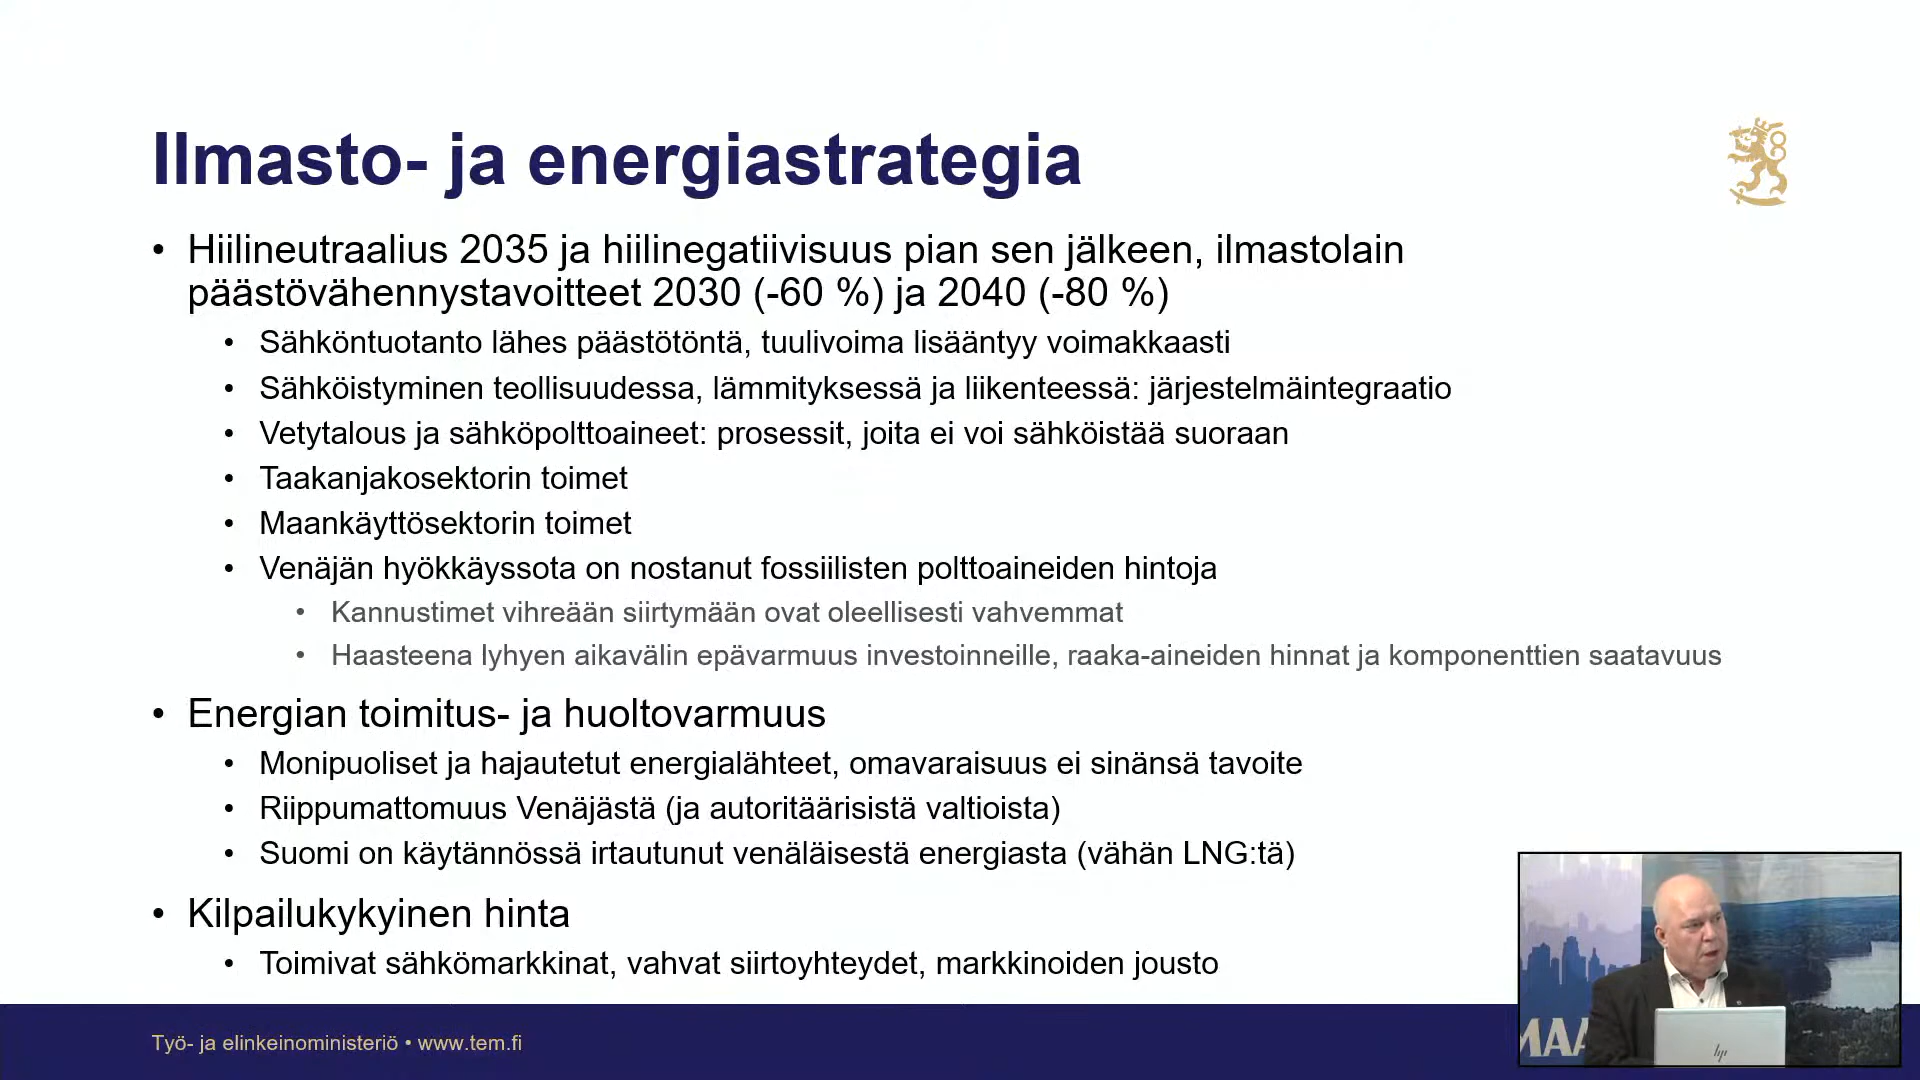 Ilmasto- ja energiastrategia
• Hiilineutraalius 2035 ja hiilinegatiivisuus pian sen jälkeen, ilmastolain
päästövähennystavoitteet 2030 (-60 %) ja 2040 (-80 %)
• Sähköntuotanto lähes päästötöntä, tuulivoima lisääntyy voimakkaasti
• Sähköistyminen teollisuudessa, lämmityksessä ja liikenteessä: järjestelmäintegraatio
• Vetytalous ja sähköpolttoaineet: prosessit, joita ei voi sähköistää suoraan
• Taakanjakosektorin toimet
• Maankäyttösektorin toimet
• Venäjän hyökkäyssota on nostanut fossiilisten polttoaineiden hintoja
• Kannustimet vihreään siirtymään ovat oleellisesti vahvemmat
• Haasteena lyhyen aikavälin epävarmuus investoinneille, raaka-aineiden hinnat ja komponenttien saatavuus
• Energian toimitus- ja huoltovarmuus
• Monipuoliset ja hajautetut energialähteet, omavaraisuus ei sinänsä tavoite
• Riippumattomuus Venäjästä (ja autoritäärisistä valtioista)
• Suomi on käytännössä irtautunut venäläisestä energiasta (vähän LNG:tä)
• Kilpailukykyinen hinta
• Toimivat sähkömarkkinat, vahvat siirtoyhteydet, markkinoiden jousto
Työ- ja elinkeinoministeriö • www.tem.fi
MAA
hp